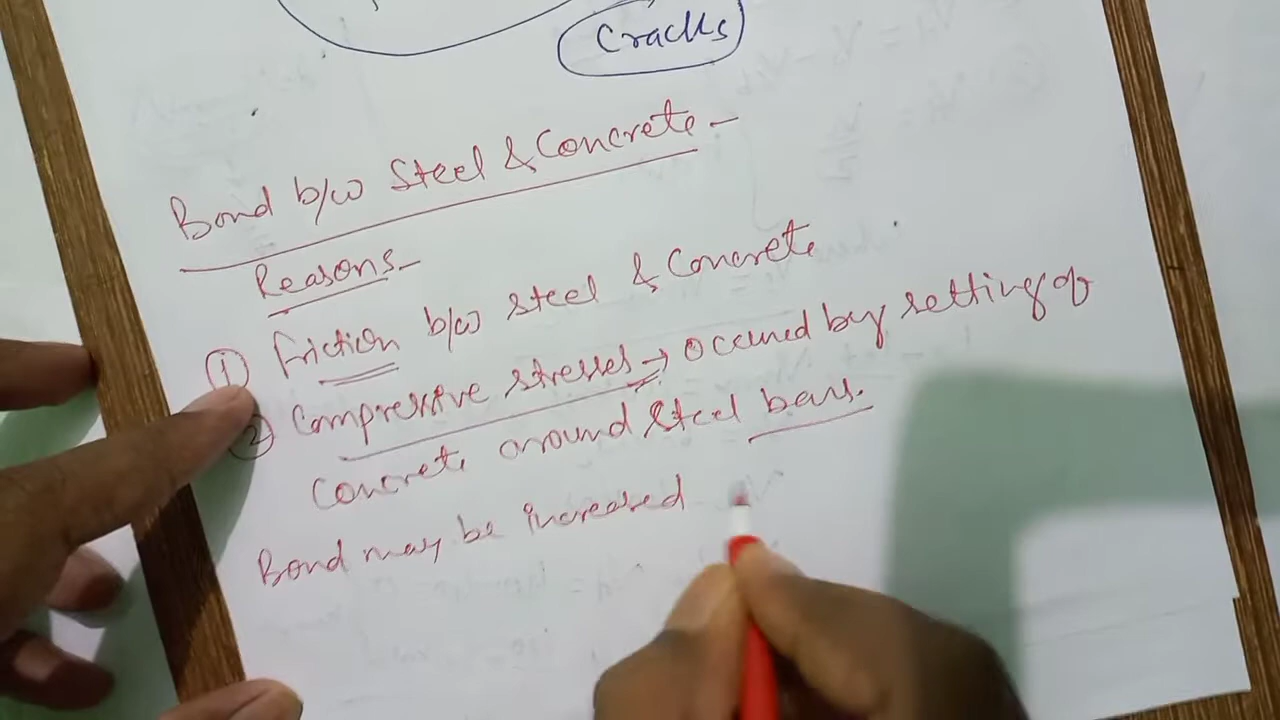 Cracks
Bond b/w Steel & Concrete -
Reasons -
① Friction b/w steel & Concrete
② Compressive stresses → Occurred by setting of
Concrete around steel bars.
Bond may be increased